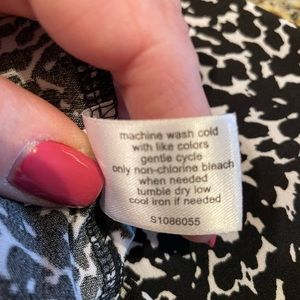 machine wash cold
with like colors
gentle cycle
only non-chlorine bleach
when needed
tumble dry low
cool iron if needed
S1086055